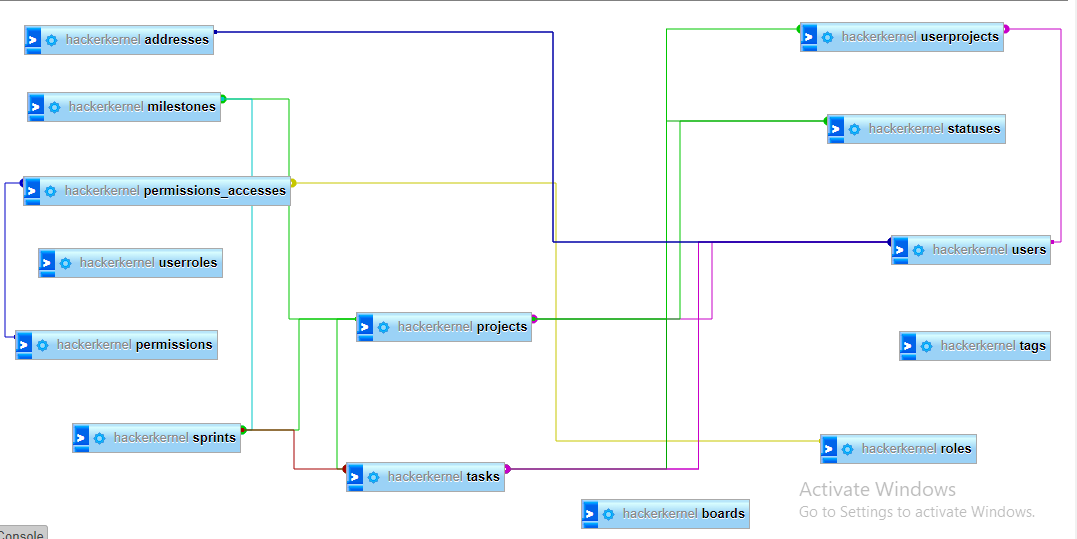 hackerkernel addresses
hackerkernel userprojects
hackerkernel milestones
hackerkernel statuses
hackerkernel permissions_accesses
hackerkernel users
hackerkernel userroles
hackerkernel projects
hackerkernel permissions
hackerkernel tags
hackerkernel sprints
hackerkernel roles
hackerkernel tasks
Activate Windows
Go to Settings to activate Windows.
hackerkernel boards
Console